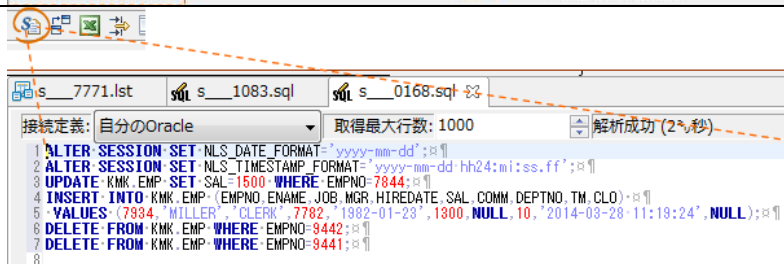 s___7771.lst s___1083.sql s___0168.sql
接続定義: 自分のOracle 取得最大行数: 1000 解析成功 (2 秒)
1 ALTER SESSION SET NLS_DATE_FORMAT='yyyy-mm-dd';
2 ALTER SESSION SET NLS_TIMESTAMP_FORMAT='yyyy-mm-dd hh24:mi:ss.ff';
3 UPDATE KMK.EMP SET SAL=1500 WHERE EMPNO=7844;
4 INSERT INTO KMK.EMP (EMPNO,ENAME,JOB,MGR,HIREDATE,SAL,COMM,DEPTNO,TM,CLO)
5 VALUES (7934,'MILLER','CLERK',7782,'1982-01-23',1300,NULL,10,'2014-03-28 11:19:24',NULL);
6 DELETE FROM KMK.EMP WHERE EMPNO=9442;
7 DELETE FROM KMK.EMP WHERE EMPNO=9441;
8